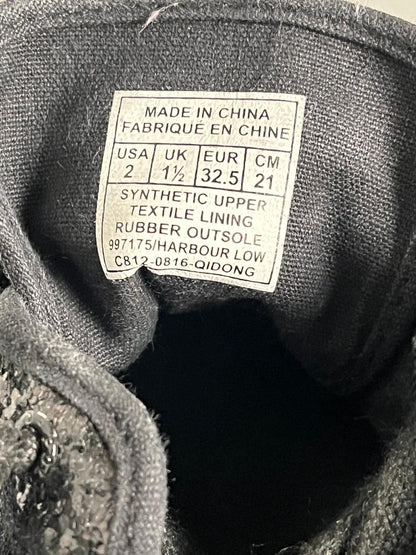 MADE IN CHINA
FABRIQUÉ EN CHINE
USA UK EUR CM
2 1½ 32.5 21
SYNTHETIC UPPER
TEXTILE LINING
RUBBER OUTSOLE
997175/HARBOUR LOW
C812-0816-QIDONG